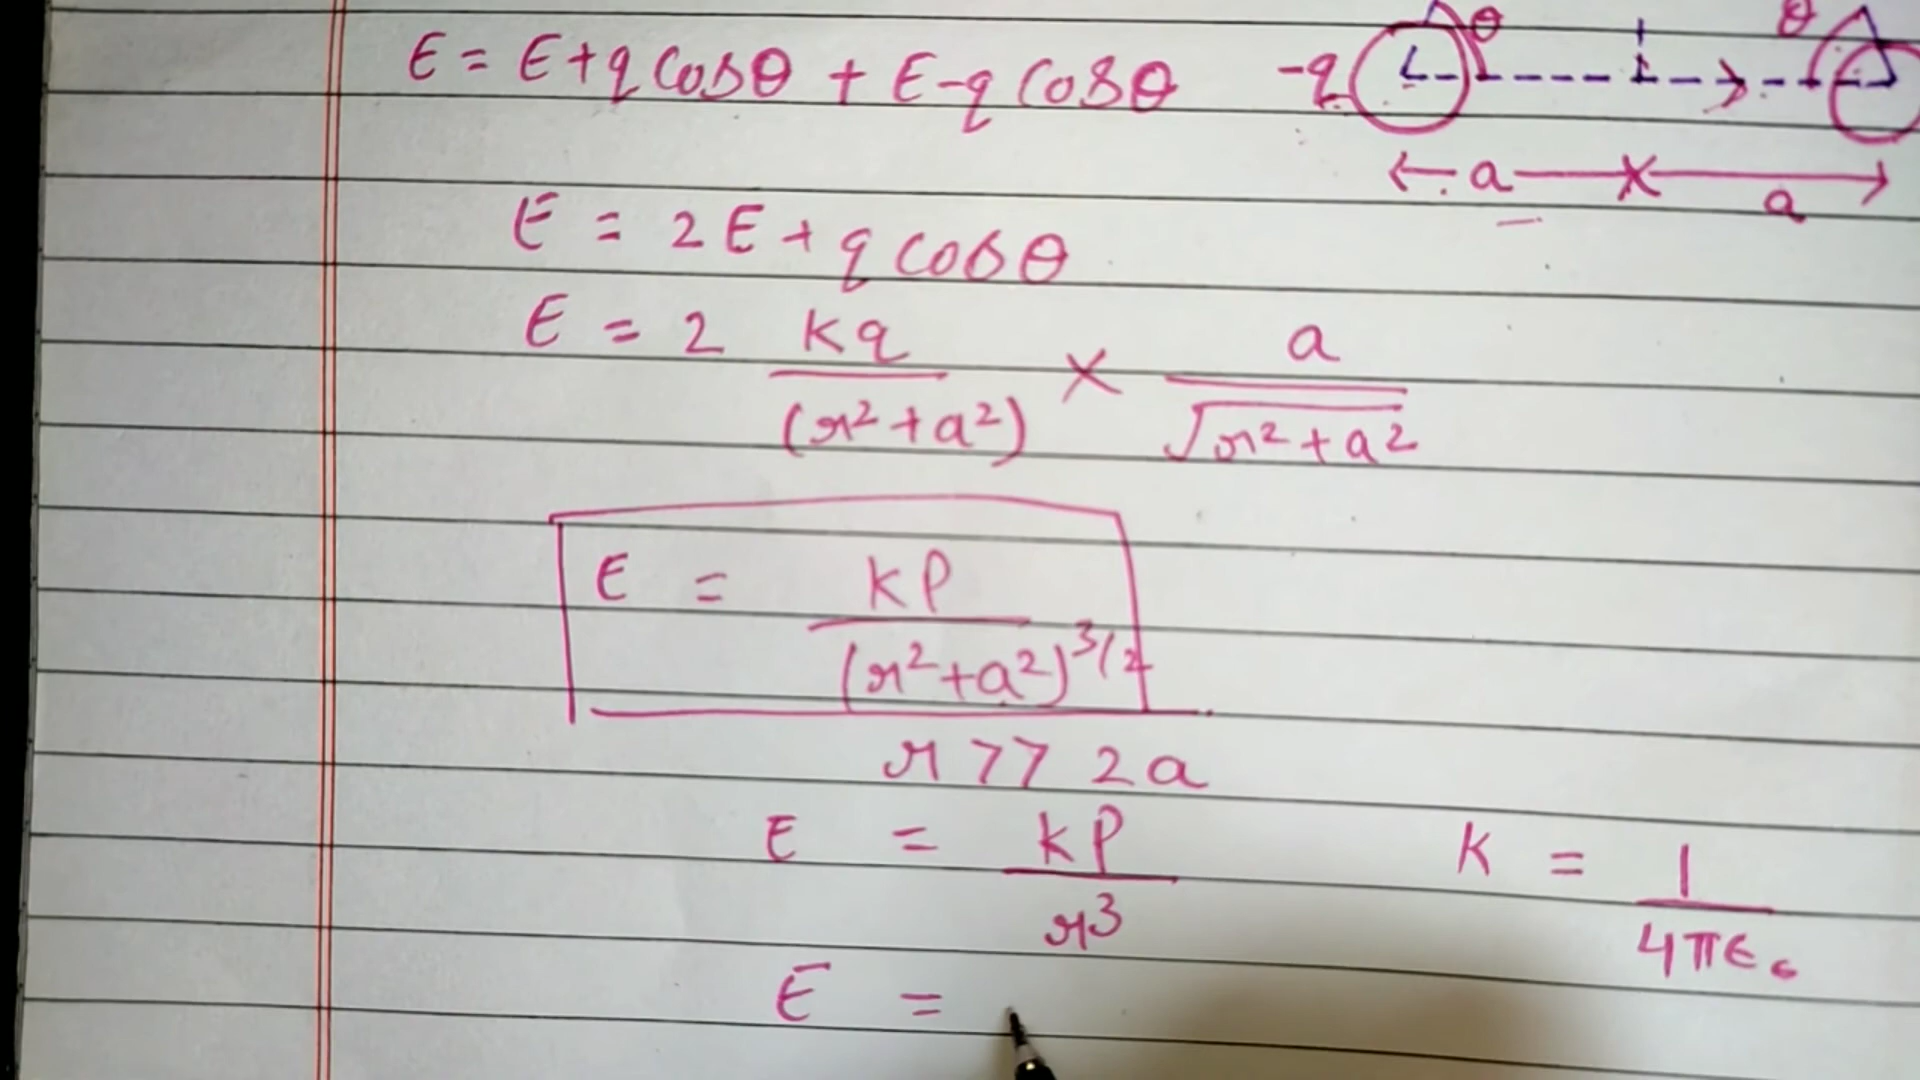 E = E+q cosθ + E-q cosθ
θ θ
-q
a a
E = 2E+q cosθ
E = 2 kq/(r²+a²) × a/√r²+a²
E = kP/(r²+a²)^3/2
r >> 2a
E = kP/r³
K = 1/4πε₀
E =